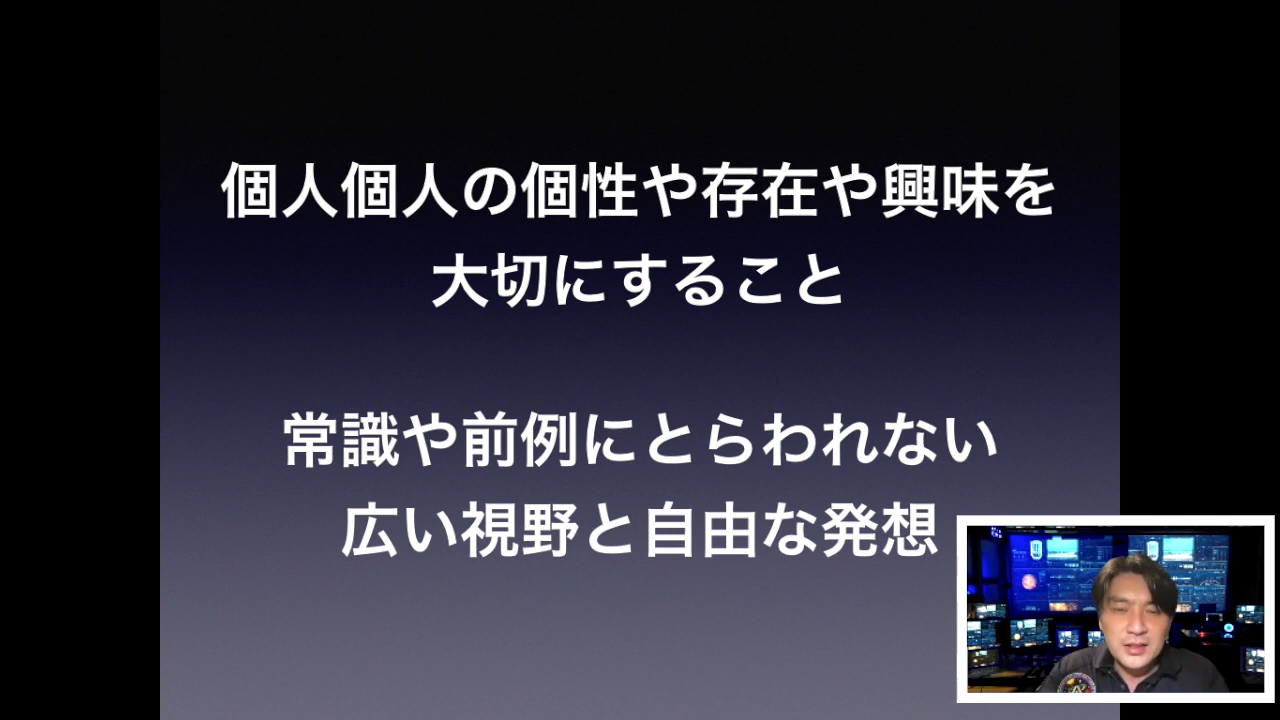 個人個人の個性や存在や興味を
大切にすること
常識や前例にとらわれない
広い視野と自由な発想